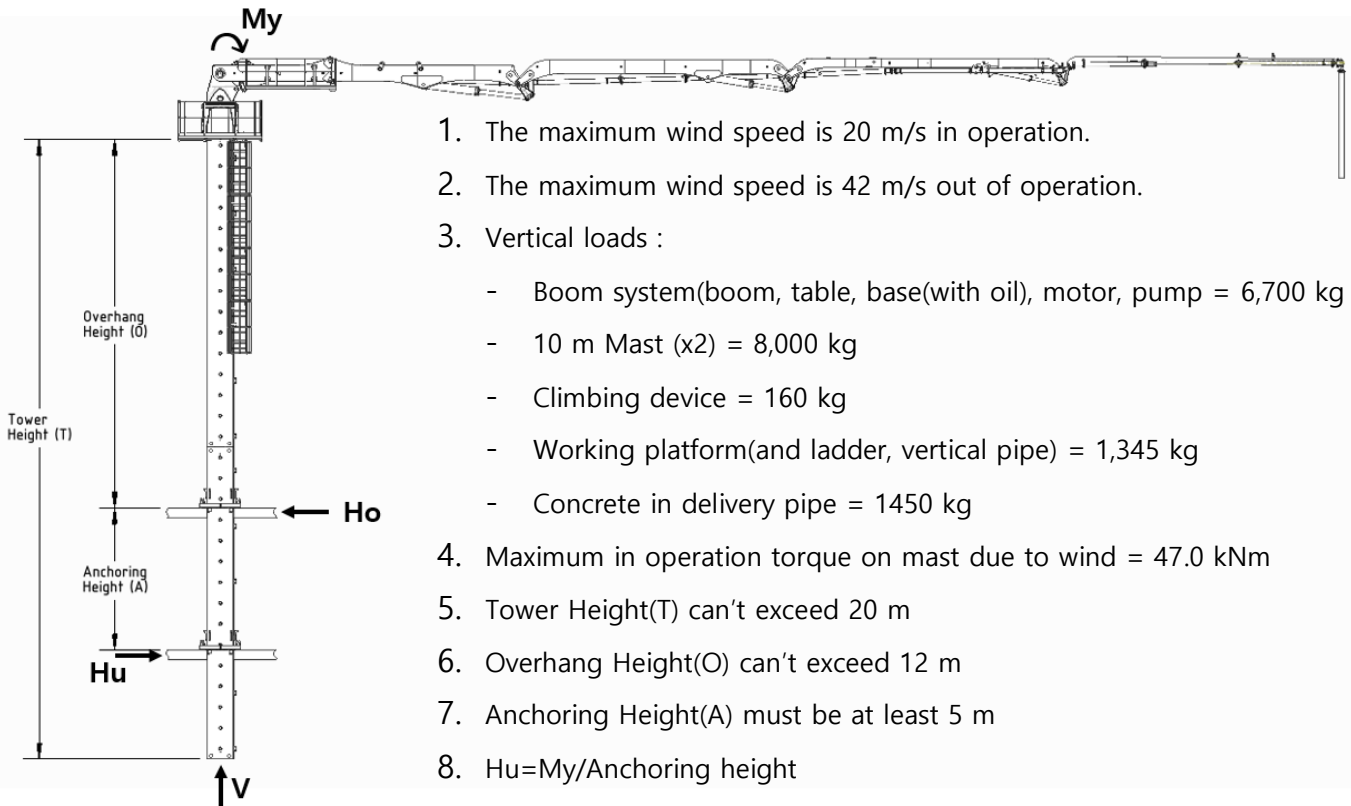 My
1. The maximum wind speed is 20 m/s in operation.
2. The maximum wind speed is 42 m/s out of operation.
3. Vertical loads :
- Boom system(boom, table, base(with oil), motor, pump = 6,700 kg
- 10 m Mast (x2) = 8,000 kg
- Climbing device = 160 kg
- Working platform(and ladder, vertical pipe) = 1,345 kg
- Concrete in delivery pipe = 1450 kg
4. Maximum in operation torque on mast due to wind = 47.0 kNm
5. Tower Height(T) can't exceed 20 m
6. Overhang Height(O) can't exceed 12 m
7. Anchoring Height(A) must be at least 5 m
8. Hu=My/Anchoring height
Overhang
Height (O)
Tower
Height (T)
Ho
Anchoring
Height (A)
Hu
V